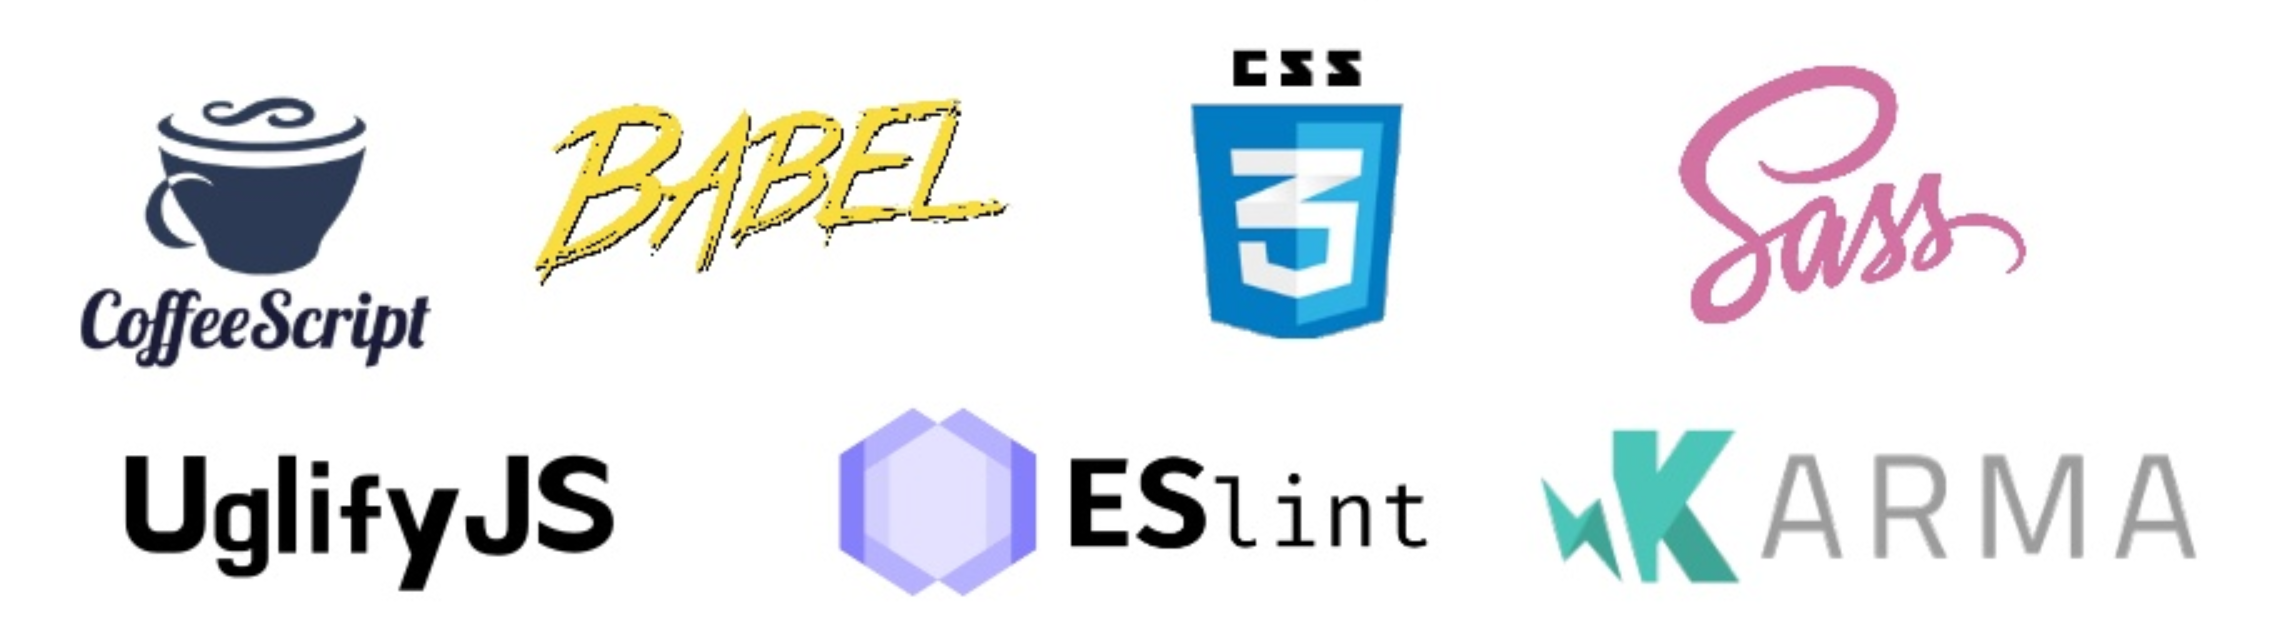 CSS
3
CoffeeScript
BABEL
Sass
UglifyJS
ESlint
KARMA